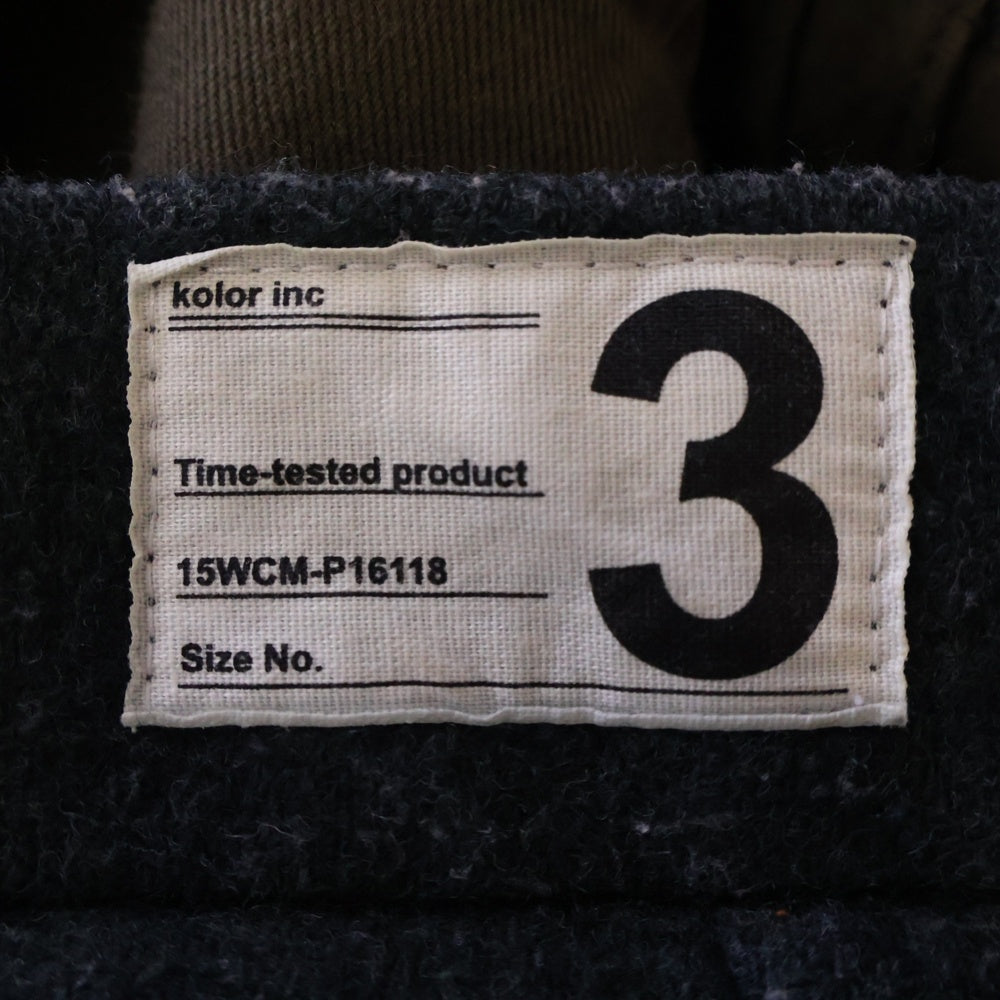 kolor inc
Time-tested product
15WCM-P16118
Size No.
3